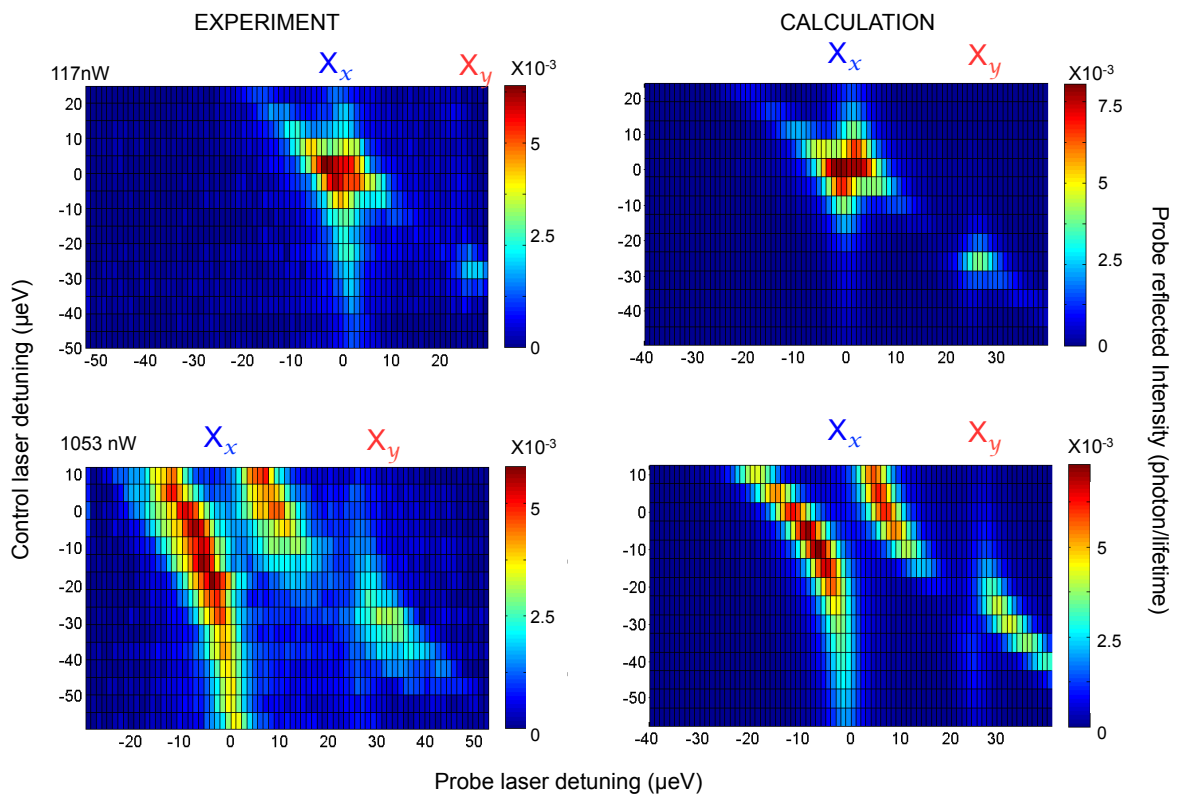 EXPERIMENT CALCULATION
117nW Xx Xy X10-3 Xx Xy X10-3
20 10 0 -10 -20 -30 -40 -50
-50 -30 -20 -10 0 10 20
5 2.5 0
20 10 0 -10 -20 -30 -40
-40 -30 -20 -10 0 10 20 30
7.5 5 2.5 0
Control laser detuning (µeV)
Probe reflected Intensity (photon/lifetime)
1053 nW Xx Xy X10-3 Xx Xy X10-3
10 0 -10 -20 -30 -40 -50
-20 -10 0 10 20 30 40 50
5 2.5 0
10 0 -10 -20 -30 -40 -50
-40 -30 -20 -10 0 10 20 30
5 2.5 0
Probe laser detuning (µeV)